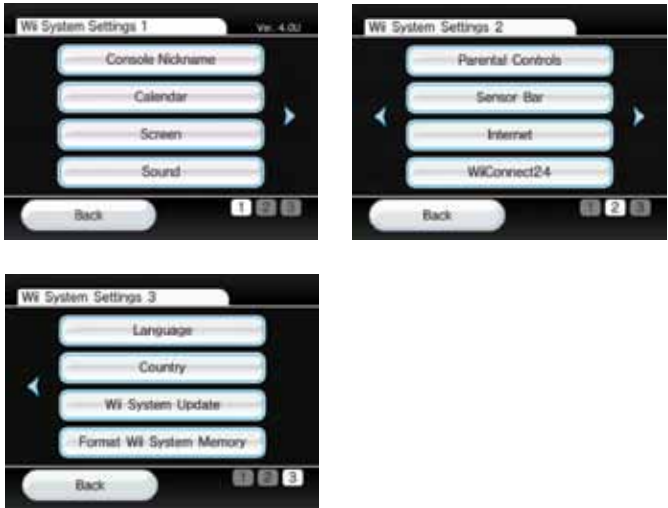 Wii System Settings 1
Ver. 4.0U
Console Nickname
Calendar
Screen
Sound
Back
1 2 3
Wii System Settings 2
Parental Controls
Sensor Bar
Internet
WiiConnect24
Back
1 2 3
Wii System Settings 3
Language
Country
Wii System Update
Format Wii System Memory
Back
1 2 3